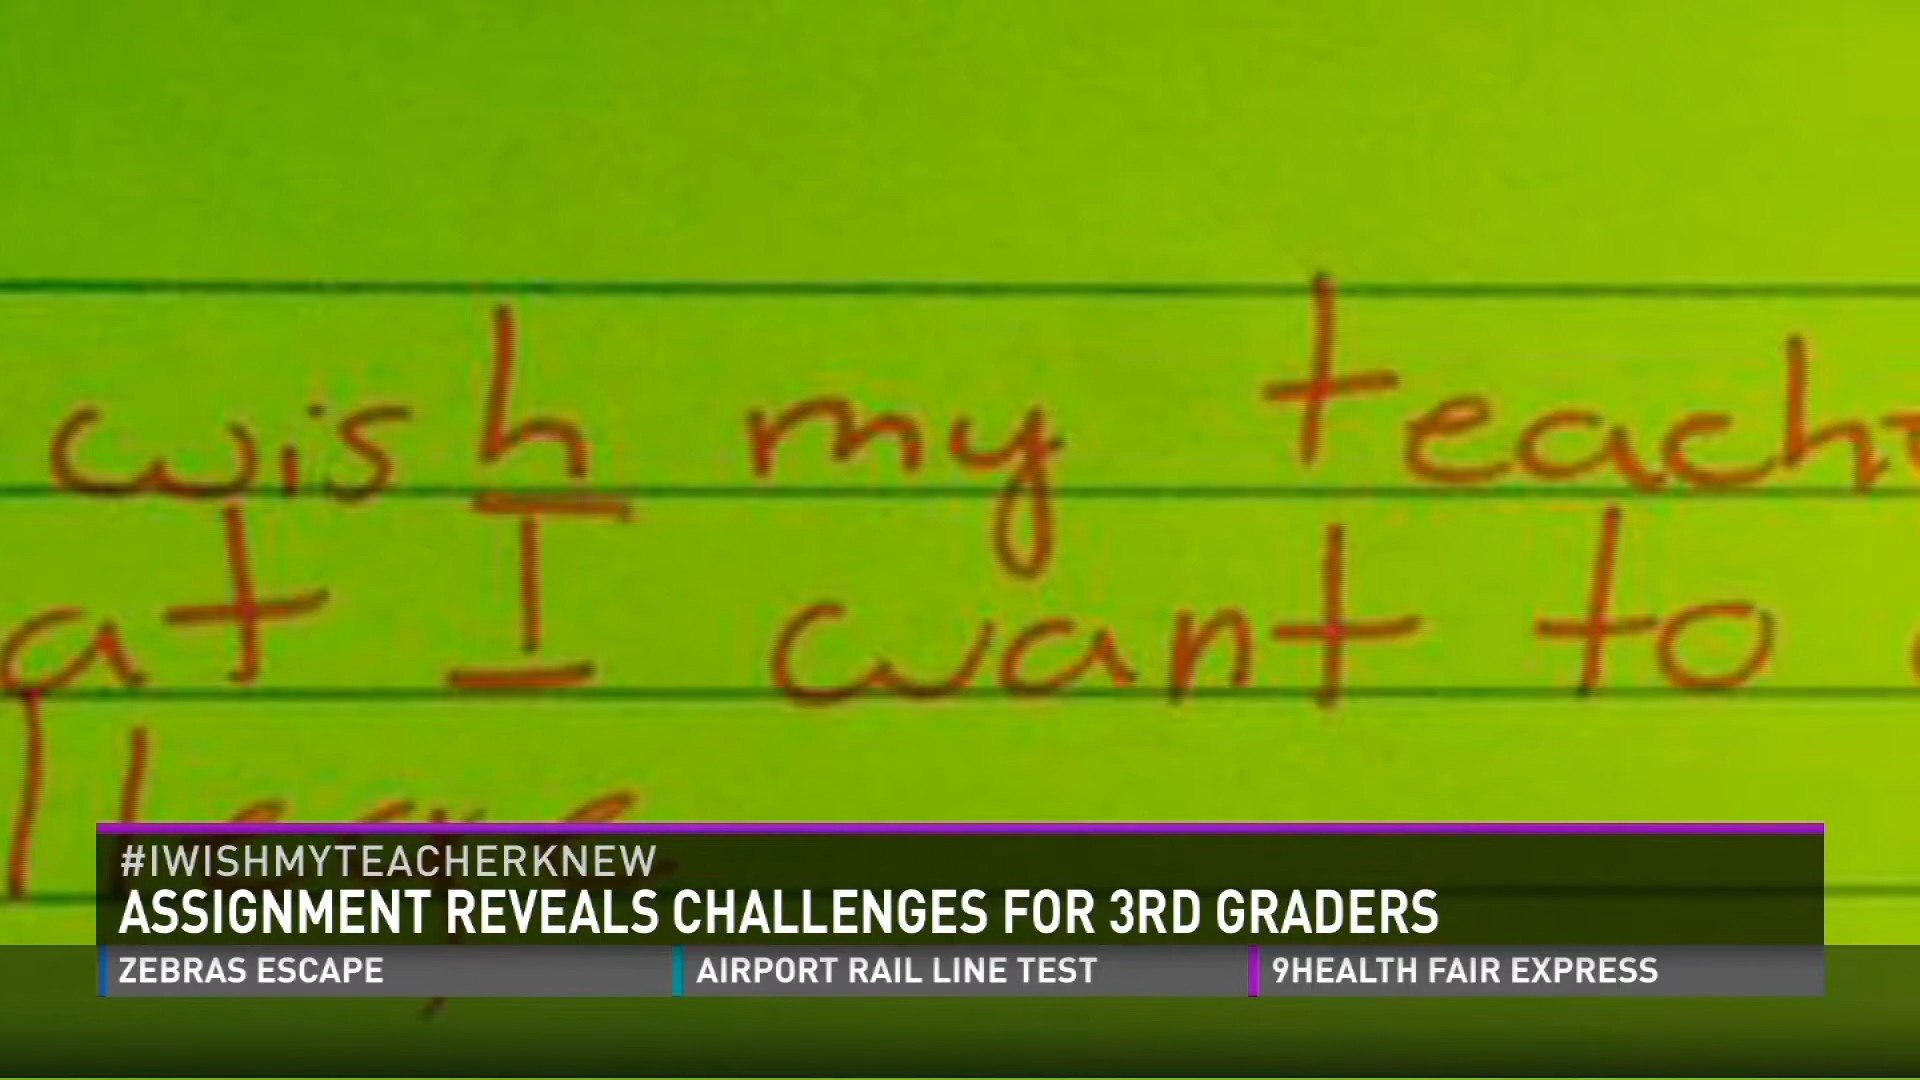 wish my teach
at I want to
llege
#IWISHMYTEACHERKNEW
ASSIGNMENT REVEALS CHALLENGES FOR 3RD GRADERS
ZEBRAS ESCAPE AIRPORT RAIL LINE TEST 9HEALTH FAIR EXPRESS